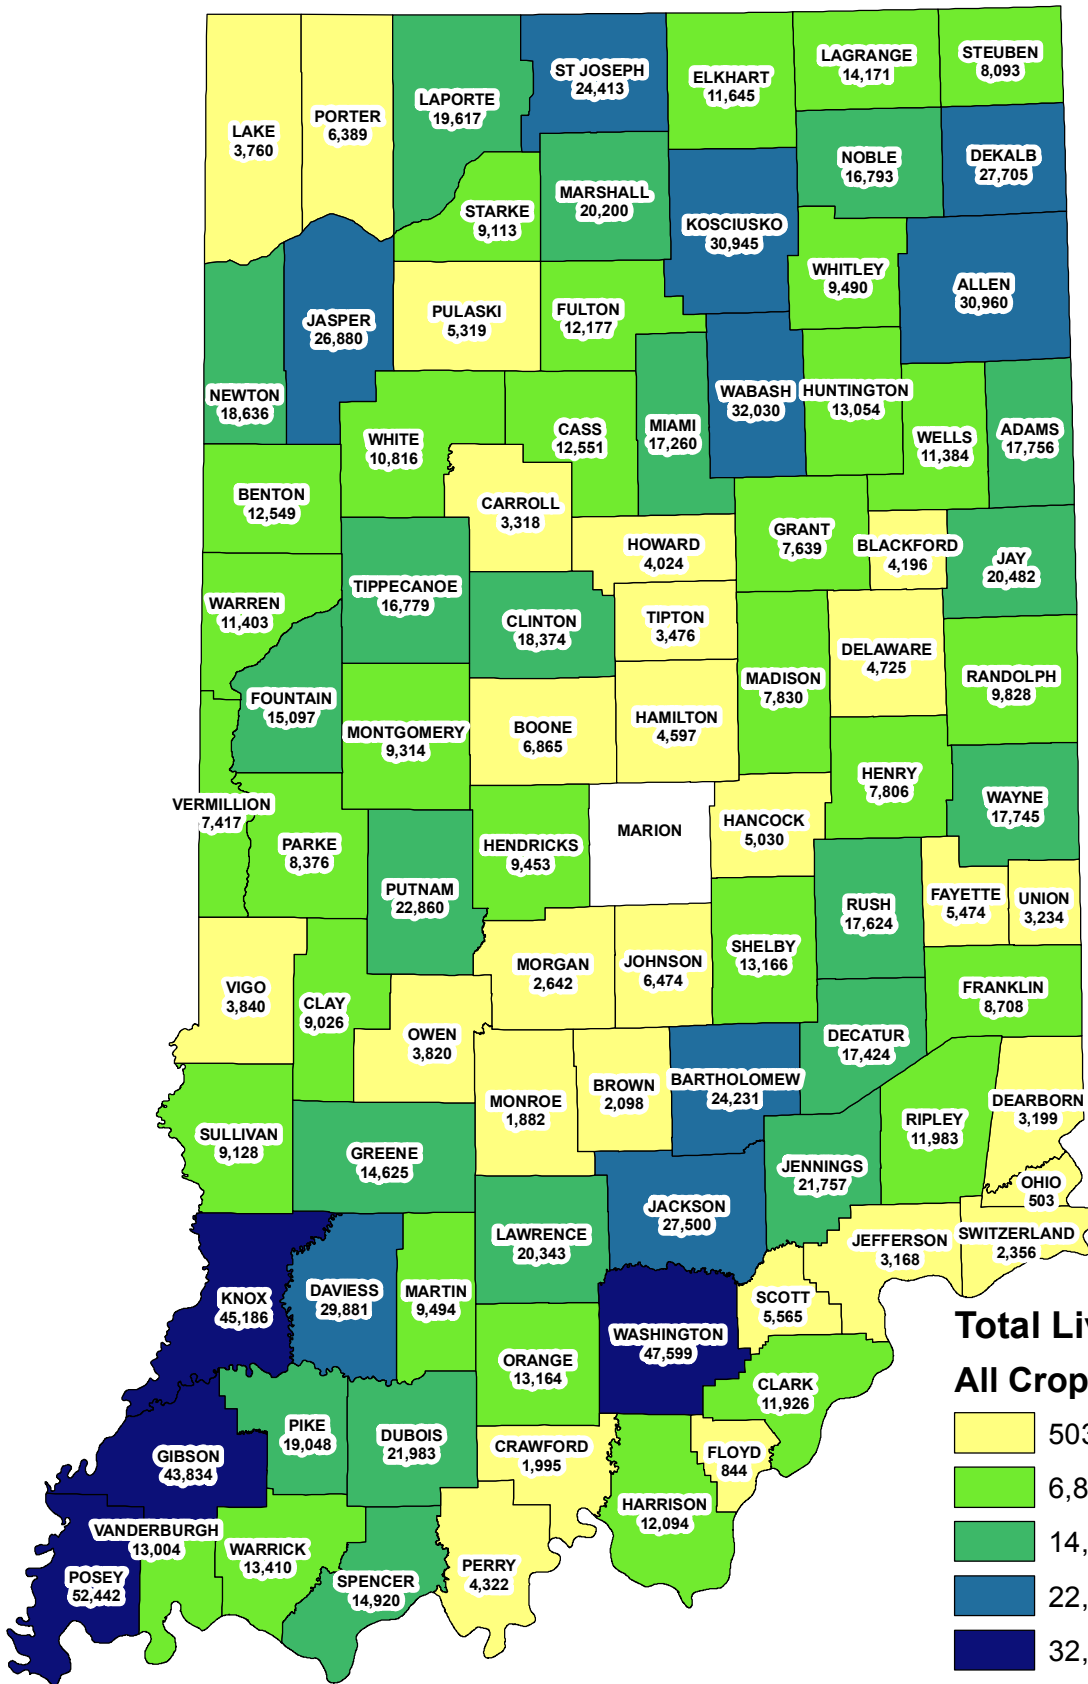 ST JOSEPH
24,413
ELKHART
11,645
LAGRANGE
14,171
STEUBEN
8,093
LAKE
3,760
PORTER
6,389
LAPORTE
19,617
NOBLE
16,793
DEKALB
27,705
STARKE
9,113
MARSHALL
20,200
KOSCIUSKO
30,945
WHITLEY
9,490
ALLEN
30,960
JASPER
26,880
PULASKI
5,319
FULTON
12,177
NEWTON
18,636
WHITE
10,816
CASS
12,551
MIAMI
17,260
WABASH
32,030
HUNTINGTON
13,054
WELLS
11,384
ADAMS
17,756
BENTON
12,549
CARROLL
3,318
HOWARD
4,024
GRANT
7,639
BLACKFORD
4,196
JAY
20,482
WARREN
11,403
TIPPECANOE
16,779
CLINTON
18,374
TIPTON
3,476
DELAWARE
4,725
RANDOLPH
9,828
FOUNTAIN
15,097
MONTGOMERY
9,314
BOONE
6,865
HAMILTON
4,597
MADISON
7,830
HENRY
7,806
WAYNE
17,745
VERMILLION
7,417
PARKE
8,376
PUTNAM
22,860
HENDRICKS
9,453
MARION
HANCOCK
5,030
RUSH
17,624
FAYETTE
5,474
UNION
3,234
VIGO
3,840
CLAY
9,026
OWEN
3,820
MORGAN
2,642
JOHNSON
6,474
SHELBY
13,166
DECATUR
17,424
FRANKLIN
8,708
SULLIVAN
9,128
GREENE
14,625
MONROE
1,882
BROWN
2,098
BARTHOLOMEW
24,231
JENNINGS
21,757
RIPLEY
11,983
DEARBORN
3,199
OHIO
503
KNOX
45,186
DAVIESS
29,881
MARTIN
9,494
LAWRENCE
20,343
JACKSON
27,500
JEFFERSON
3,168
SWITZERLAND
2,356
SCOTT
5,565
WASHINGTON
47,599
ORANGE
13,164
CLARK
11,926
GIBSON
43,834
PIKE
19,048
DUBOIS
21,983
CRAWFORD
1,995
FLOYD
844
HARRISON
12,094
POSEY
52,442
VANDERBURGH
13,004
WARRICK
13,410
SPENCER
14,920
PERRY
4,322
Total Liv
All Crop
503
6,8
14,
22,
32,